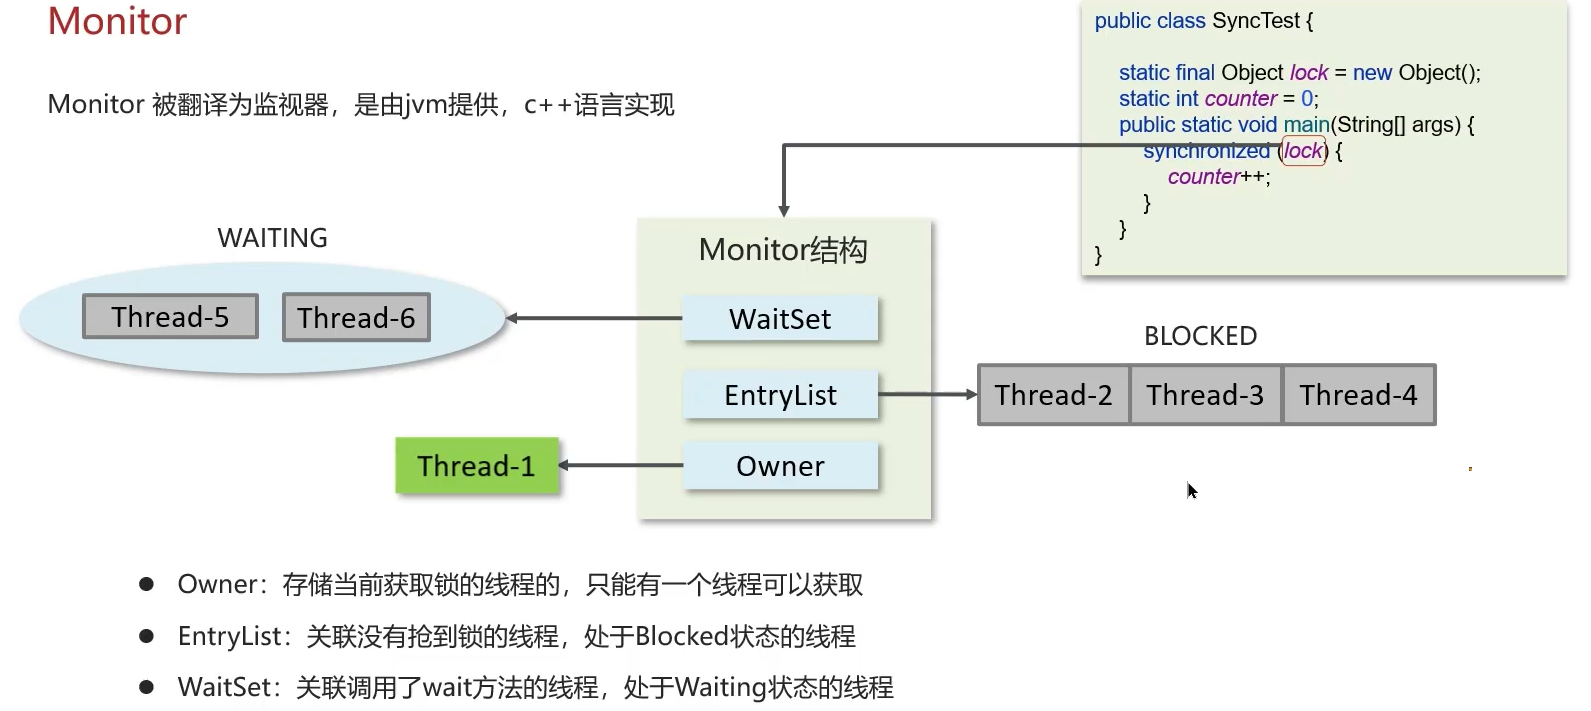 Monitor
Monitor 被翻译为监视器，是由jvm提供，c++语言实现
public class SyncTest {
static final Object lock = new Object();
static int counter = 0;
public static void main(String[] args) {
synchronized (lock) {
counter++;
}
}
}
WAITING
Thread-5 Thread-6
Monitor结构
WaitSet
EntryList
Owner
BLOCKED
Thread-2 Thread-3 Thread-4
Thread-1
● Owner：存储当前获取锁的线程的，只能有一个线程可以获取
● EntryList：关联没有抢到锁的线程，处于Blocked状态的线程
● WaitSet：关联调用了wait方法的线程，处于Waiting状态的线程